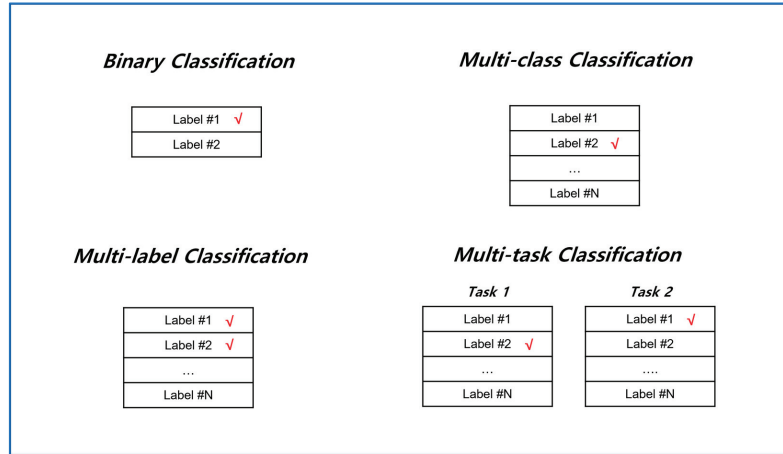 Binary Classification
Label #1 √
Label #2
Multi-class Classification
Label #1
Label #2 √
...
Label #N
Multi-label Classification
Label #1 √
Label #2 √
...
Label #N
Multi-task Classification
Task 1
Label #1
Label #2 √
...
Label #N
Task 2
Label #1 √
Label #2
....
Label #N